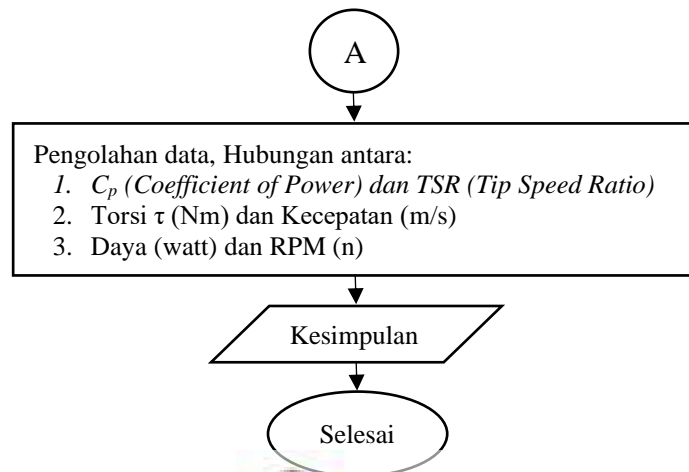 A
Pengolahan data, Hubungan antara:
1. Cp (Coefficient of Power) dan TSR (Tip Speed Ratio)
2. Torsi τ (Nm) dan Kecepatan (m/s)
3. Daya (watt) dan RPM (n)
Kesimpulan
Selesai